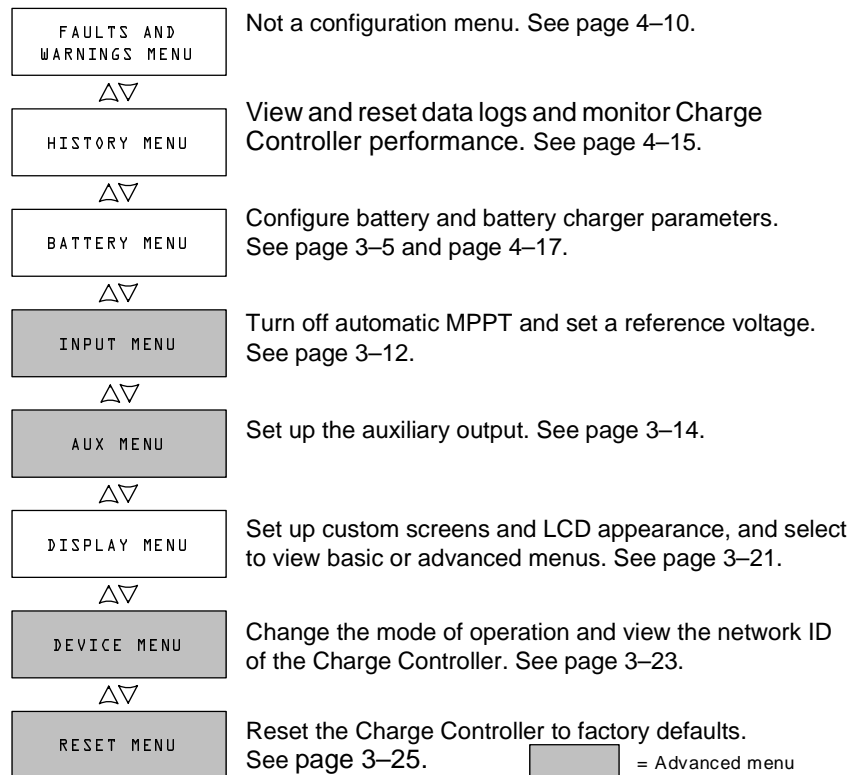 FAULTS AND
WARNINGS MENU
Not a configuration menu. See page 4–10.
HISTORY MENU
View and reset data logs and monitor Charge
Controller performance. See page 4–15.
BATTERY MENU
Configure battery and battery charger parameters.
See page 3–5 and page 4–17.
INPUT MENU
Turn off automatic MPPT and set a reference voltage.
See page 3–12.
AUX MENU
Set up the auxiliary output. See page 3–14.
DISPLAY MENU
Set up custom screens and LCD appearance, and select
to view basic or advanced menus. See page 3–21.
DEVICE MENU
Change the mode of operation and view the network ID
of the Charge Controller. See page 3–23.
RESET MENU
Reset the Charge Controller to factory defaults.
See page 3–25.
= Advanced menu